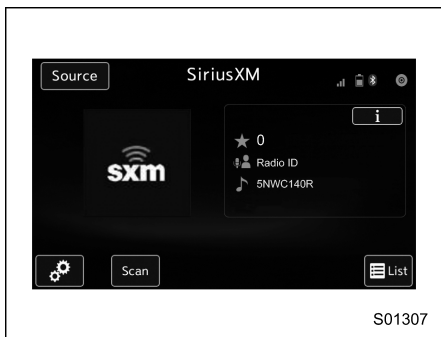 Source
SiriusXM
sxm
i
0
Radio ID
5NWC140R
Scan
List
S01307